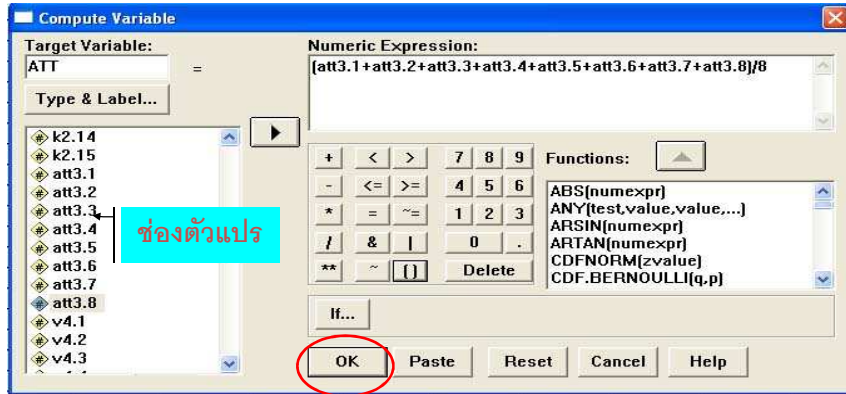 Compute Variable
Target Variable:
ATT
=
Type & Label...
Numeric Expression:
(att3.1+att3.2+att3.3+att3.4+att3.5+att3.6+att3.7+att3.8)/8
k2.14
k2.15
att3.1
att3.2
att3.3
att3.4
att3.5
att3.6
att3.7
att3.8
v4.1
v4.2
v4.3
ช่องตัวแปร
+ < > 7 8 9
- <= >= 4 5 6
* = ~= 1 2 3
/ & | 0 .
** ~ () Delete
Functions:
ABS(numexpr)
ANY(test,value,value,...)
ARSIN(numexpr)
ARTAN(numexpr)
CDFNORM(zvalue)
CDF.BERNOULLI(q,p)
If...
OK Paste Reset Cancel Help